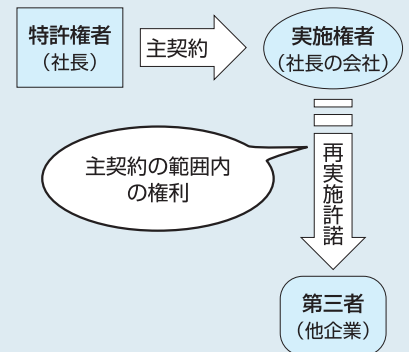 特許権者
（社長）
主契約
実施権者
（社長の会社）
主契約の範囲内
の権利
再実施許諾
第三者
（他企業）